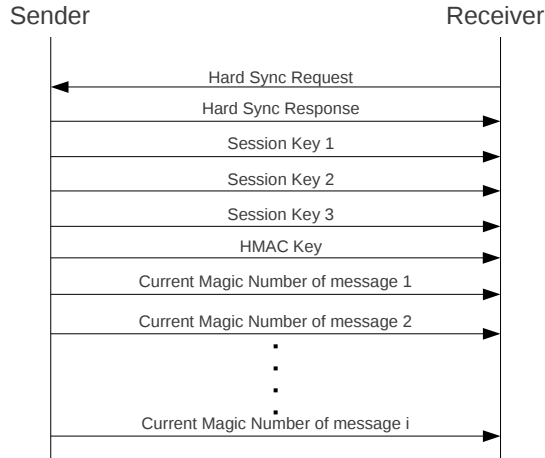 Sender
Receiver
Hard Sync Request
Hard Sync Response
Session Key 1
Session Key 2
Session Key 3
HMAC Key
Current Magic Number of message 1
Current Magic Number of message 2
Current Magic Number of message i